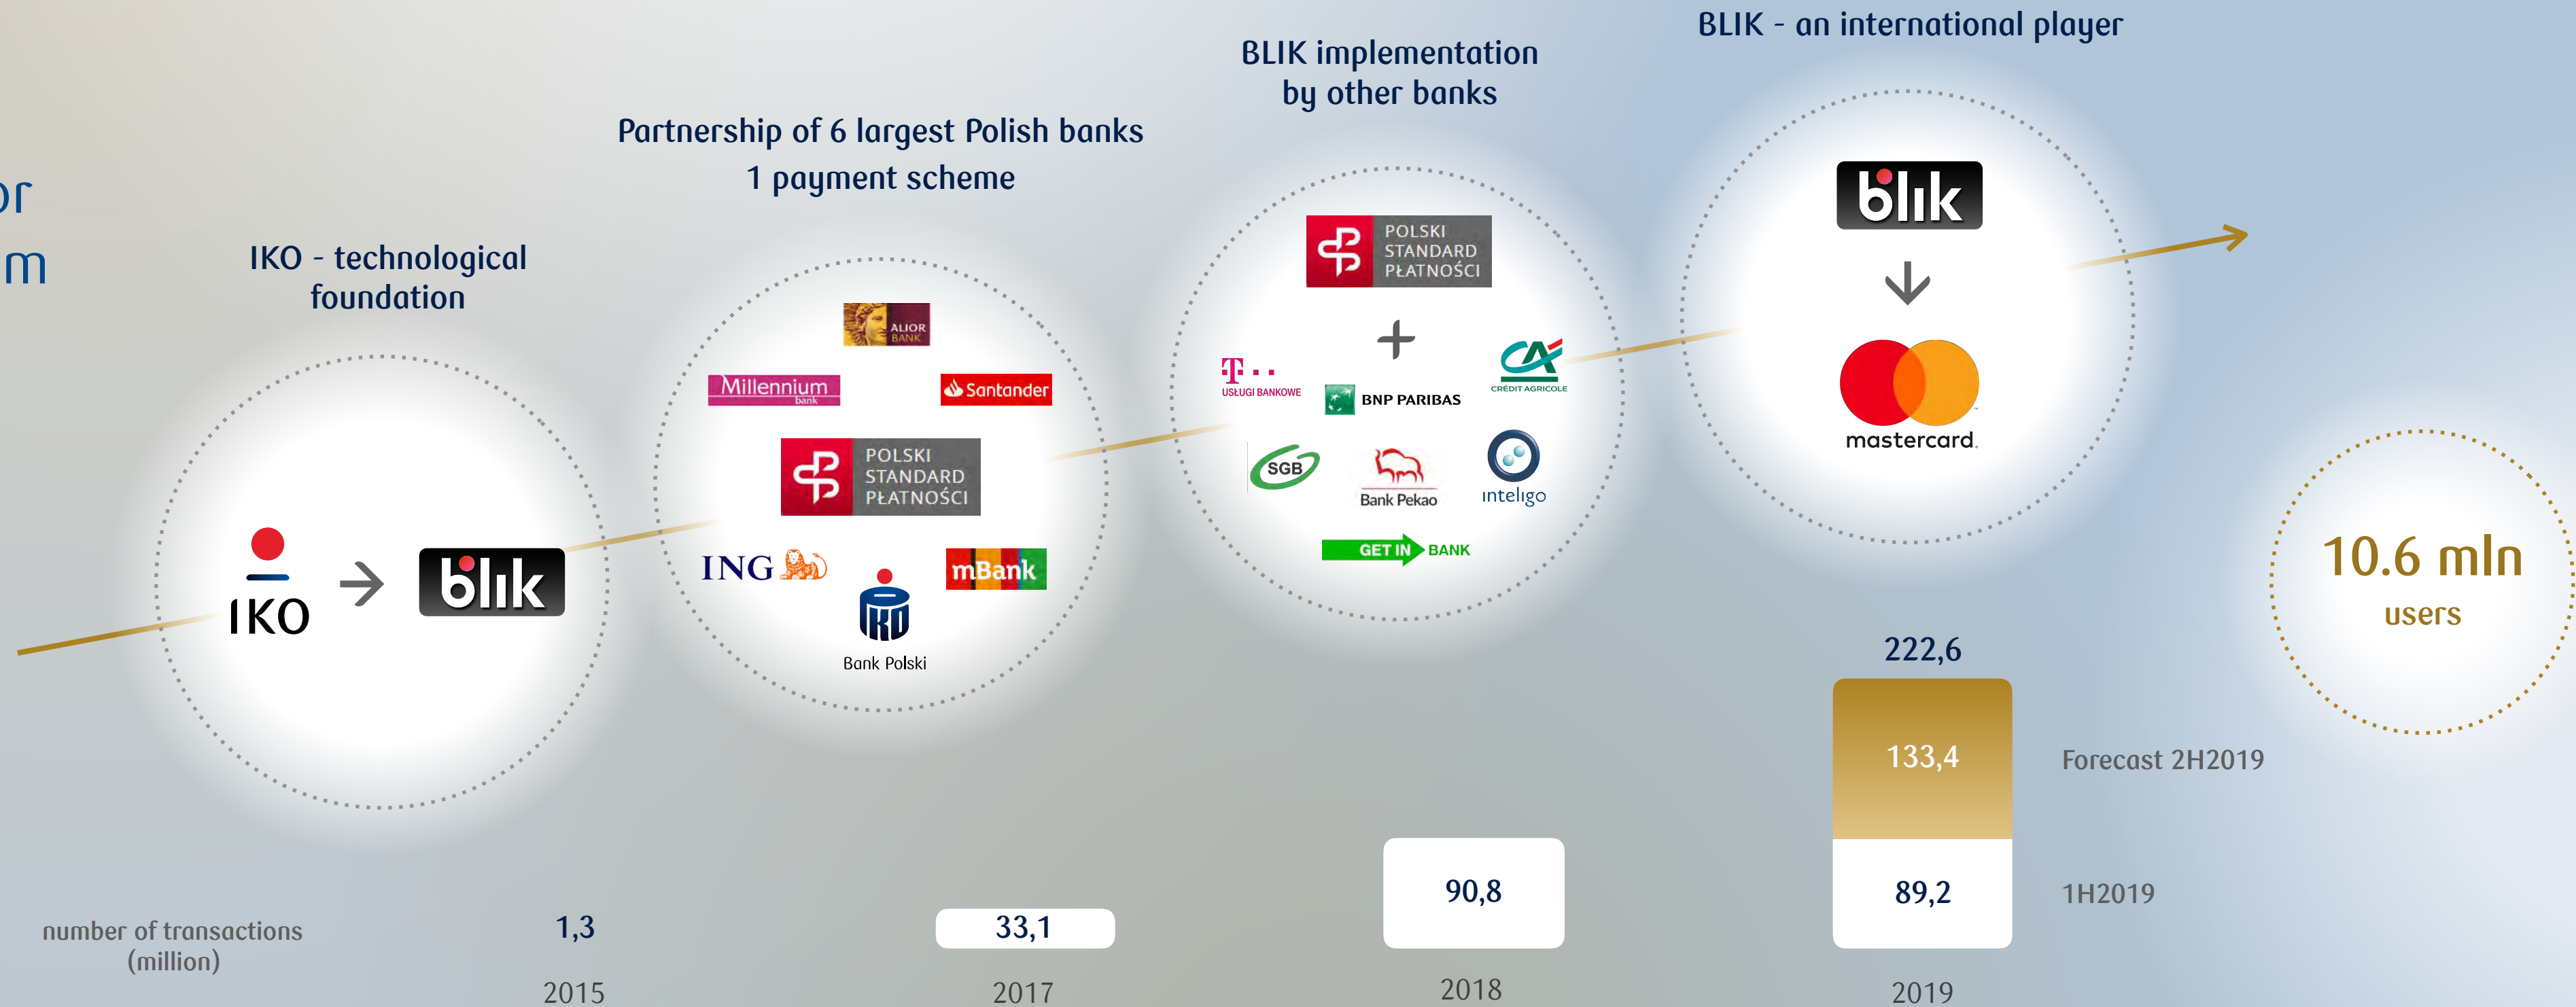 or
m
IKO - technological
foundation
IKO
blik
Partnership of 6 largest Polish banks
1 payment scheme
ALIOR
BANK
Millennium
bank
Santander
POLSKI
STANDARD
PŁATNOŚCI
ING
mBank
Bank Polski
BLIK implementation
by other banks
POLSKI
STANDARD
PŁATNOŚCI
+
T
USŁUGI BANKOWE
BNP PARIBAS
CA
CRÉDIT AGRICOLE
SGB
Bank Pekao
inteligo
GET IN BANK
BLIK - an international player
blik
mastercard.
10.6 mln
users
222,6
133,4
Forecast 2H2019
89,2
1H2019
90,8
33,1
1,3
number of transactions
(million)
2015
2017
2018
2019